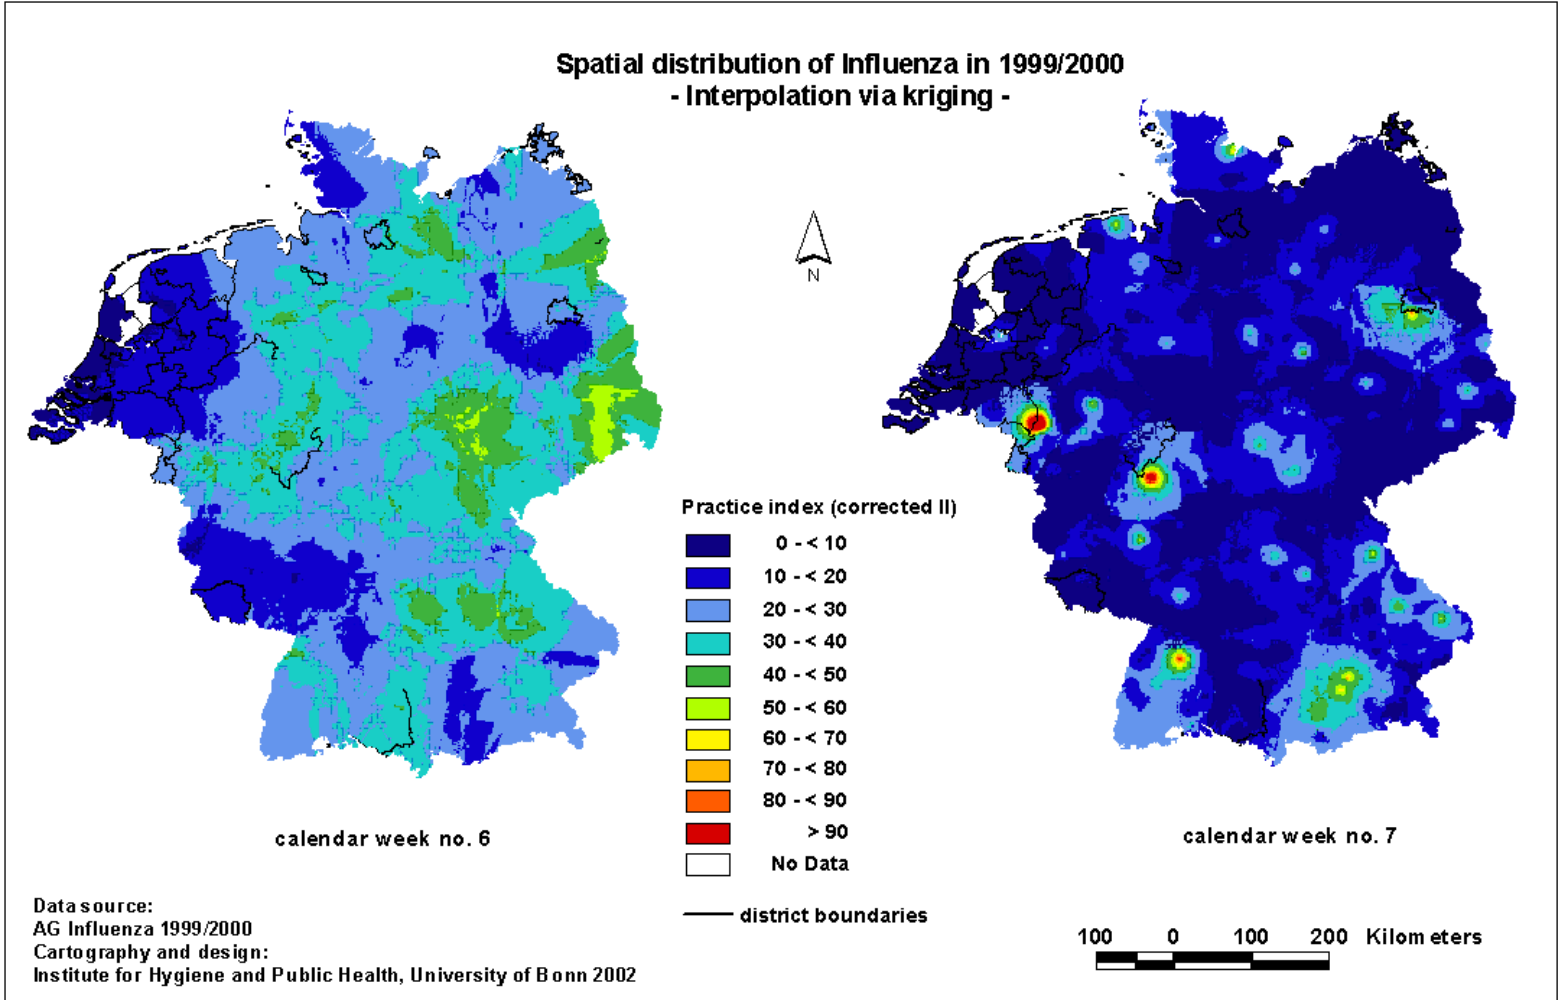 Spatial distribution of Influenza in 1999/2000
- Interpolation via kriging -
N
Practice index (corrected II)
0 - < 10
10 - < 20
20 - < 30
30 - < 40
40 - < 50
50 - < 60
60 - < 70
70 - < 80
80 - < 90
> 90
No Data
district boundaries
calendar week no. 6
calendar week no. 7
Data source:
AG Influenza 1999/2000
Cartography and design:
Institute for Hygiene and Public Health, University of Bonn 2002
100 0 100 200 Kilometers